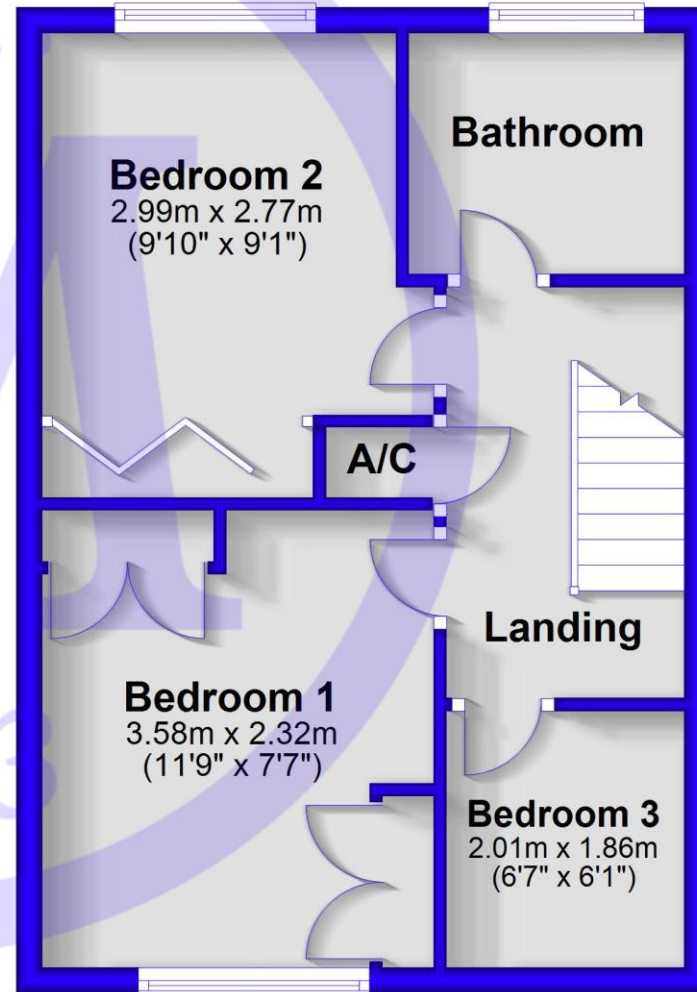 Bathroom
Bedroom 2
2.99m x 2.77m
(9'10" x 9'1")
A/C
Landing
Bedroom 1
3.58m x 2.32m
(11'9" x 7'7")
Bedroom 3
2.01m x 1.86m
(6'7" x 6'1")